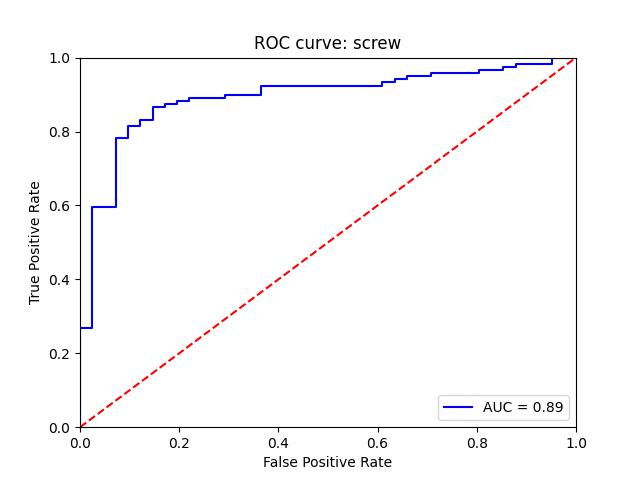 ROC curve: screw
True Positive Rate
1.0
0.8
0.6
0.4
0.2
0.0
AUC = 0.89
0.0 0.2 0.4 0.6 0.8 1.0
False Positive Rate